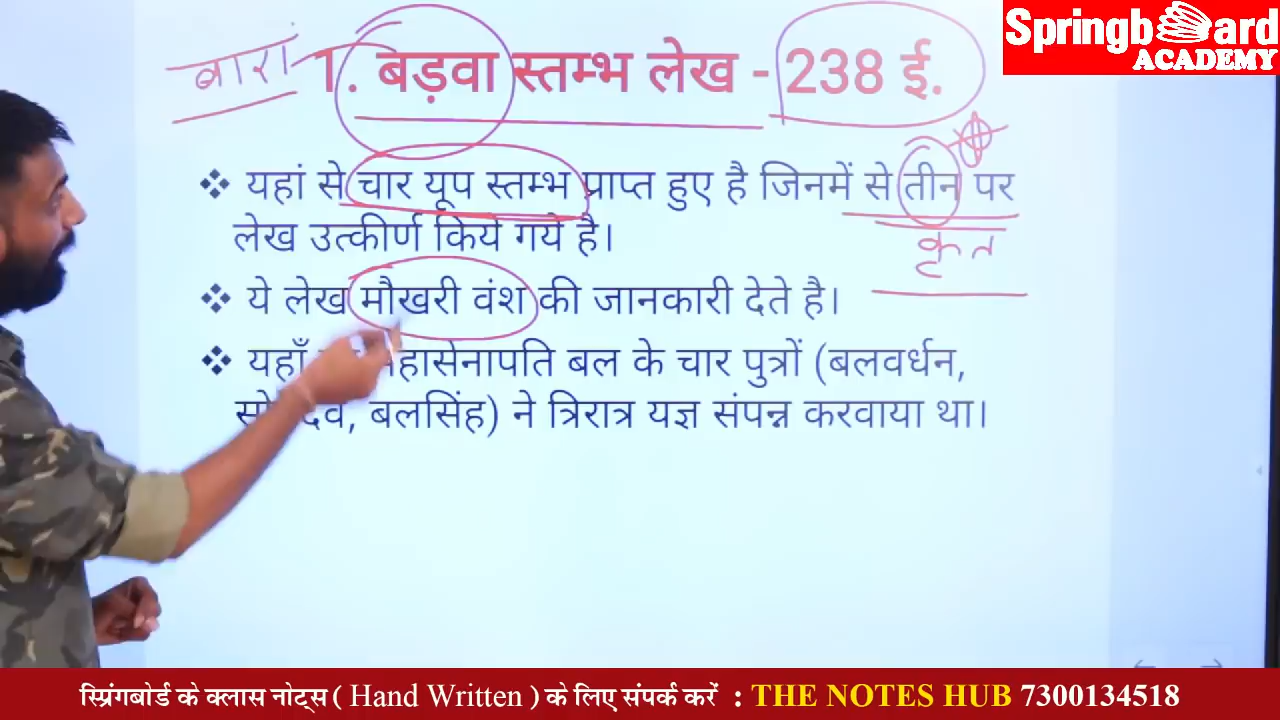 Springboard
ACADEMY
बारां 1. बड़वा स्तम्भ लेख - 238 ई.
❖ यहां से चार यूप स्तम्भ प्राप्त हुए है जिनमें से तीन पर
लेख उत्कीर्ण किये गये है।
कृत
❖ ये लेख मौखरी वंश की जानकारी देते है।
❖ यहाँ महासेनापति बल के चार पुत्रों (बलवर्धन,
बलसिंह) ने त्रिरात्र यज्ञ संपन्न करवाया था।
स्प्रिंगबोर्ड के क्लास नोट्स ( Hand Written ) के लिए संपर्क करें : THE NOTES HUB 7300134518